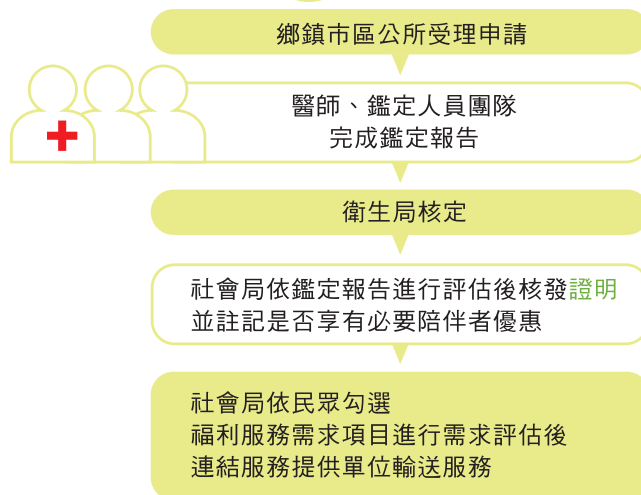 鄉鎮市區公所受理申請
醫師、鑑定人員團隊
完成鑑定報告
衛生局核定
社會局依鑑定報告進行評估後核發證明
並註記是否享有必要陪伴者優惠
社會局依民眾勾選
福利服務需求項目進行需求評估後
連結服務提供單位輸送服務